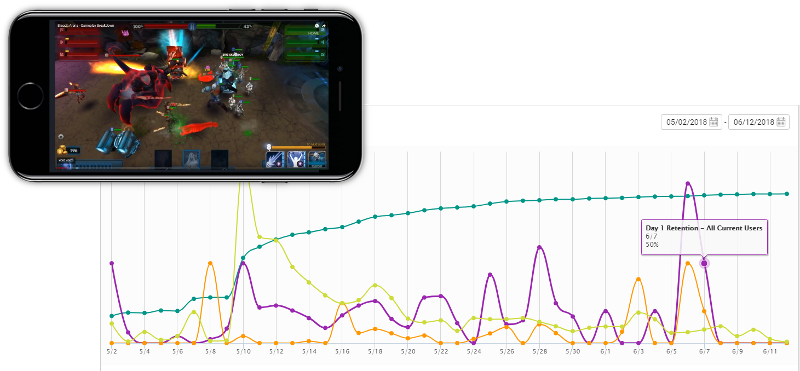 05/02/2018 - 06/12/2018
Day 1 Retention – All Current Users
6/7
50%
5/2 5/4 5/6 5/8 5/10 5/12 5/14 5/16 5/18 5/20 5/22 5/24 5/26 5/28 5/30 6/1 6/3 6/5 6/7 6/9 6/11